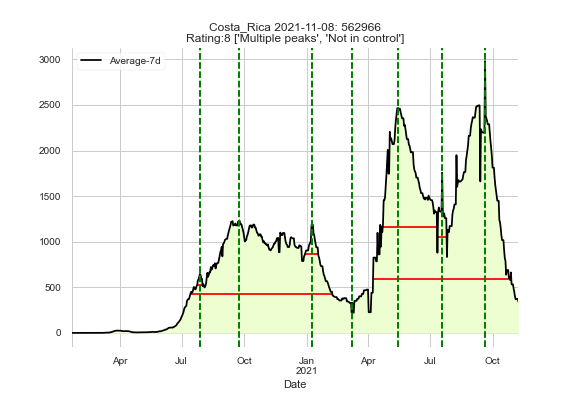 Costa_Rica 2021-11-08: 562966
Rating:8 ['Multiple peaks', 'Not in control']
Average-7d
3000
2500
2000
1500
1000
500
0
Apr Jul Oct Jan Apr Jul Oct
2021
Date